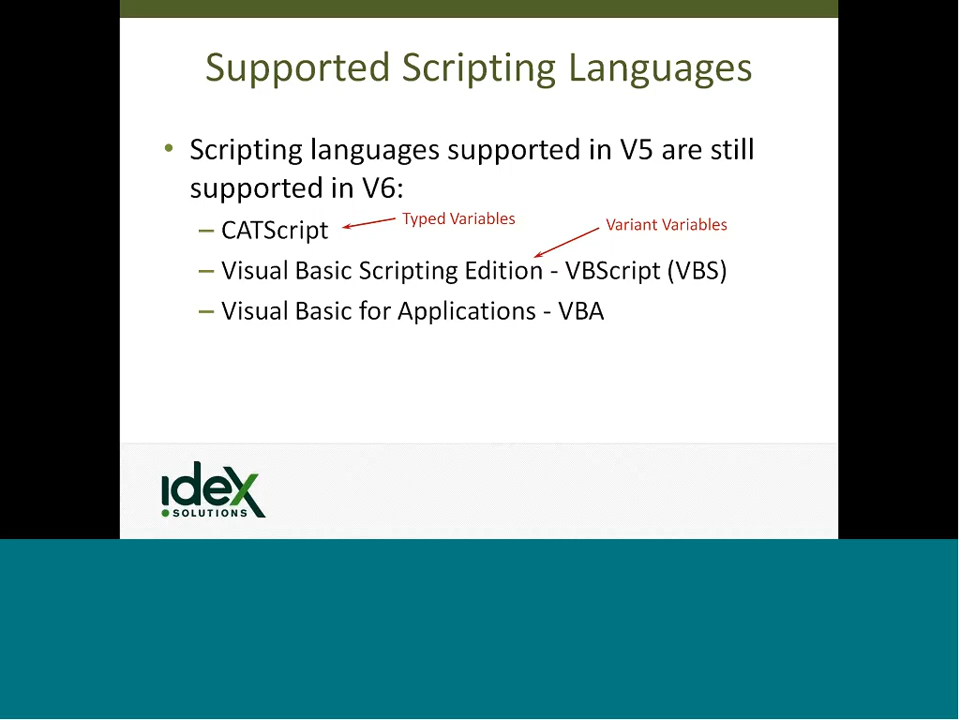 Supported Scripting Languages
• Scripting languages supported in V5 are still
supported in V6:
– CATScript
Typed Variables
Variant Variables
– Visual Basic Scripting Edition - VBScript (VBS)
– Visual Basic for Applications - VBA
ideX
SOLUTIONS